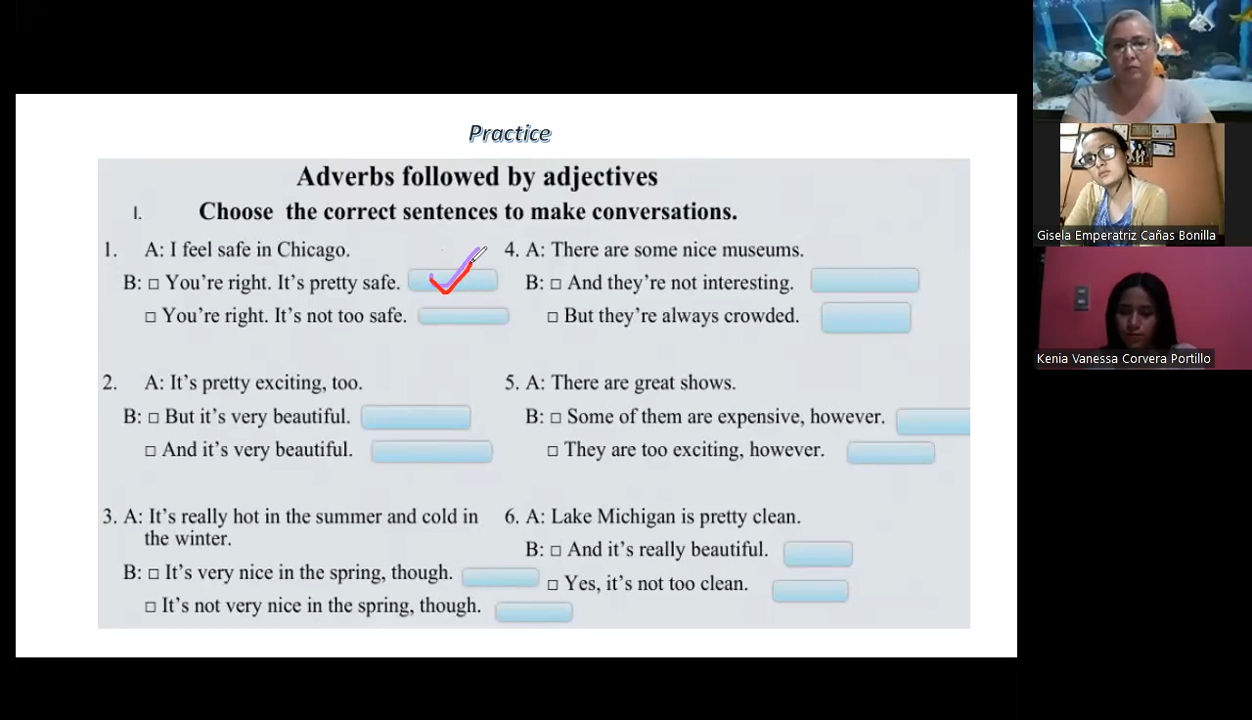 Practice
Adverbs followed by adjectives
I. Choose the correct sentences to make conversations.
1. A: I feel safe in Chicago.
B: □ You're right. It's pretty safe.
□ You're right. It's not too safe.
2. A: It's pretty exciting, too.
B: □ But it's very beautiful.
□ And it's very beautiful.
3. A: It's really hot in the summer and cold in
the winter.
B: □ It's very nice in the spring, though.
□ It's not very nice in the spring, though.
4. A: There are some nice museums.
B: □ And they're not interesting.
□ But they're always crowded.
5. A: There are great shows.
B: □ Some of them are expensive, however.
□ They are too exciting, however.
6. A: Lake Michigan is pretty clean.
B: □ And it's really beautiful.
□ Yes, it's not too clean.
Gisela Emperatriz Cañas Bonilla
Kenia Vanessa Corvera Portillo